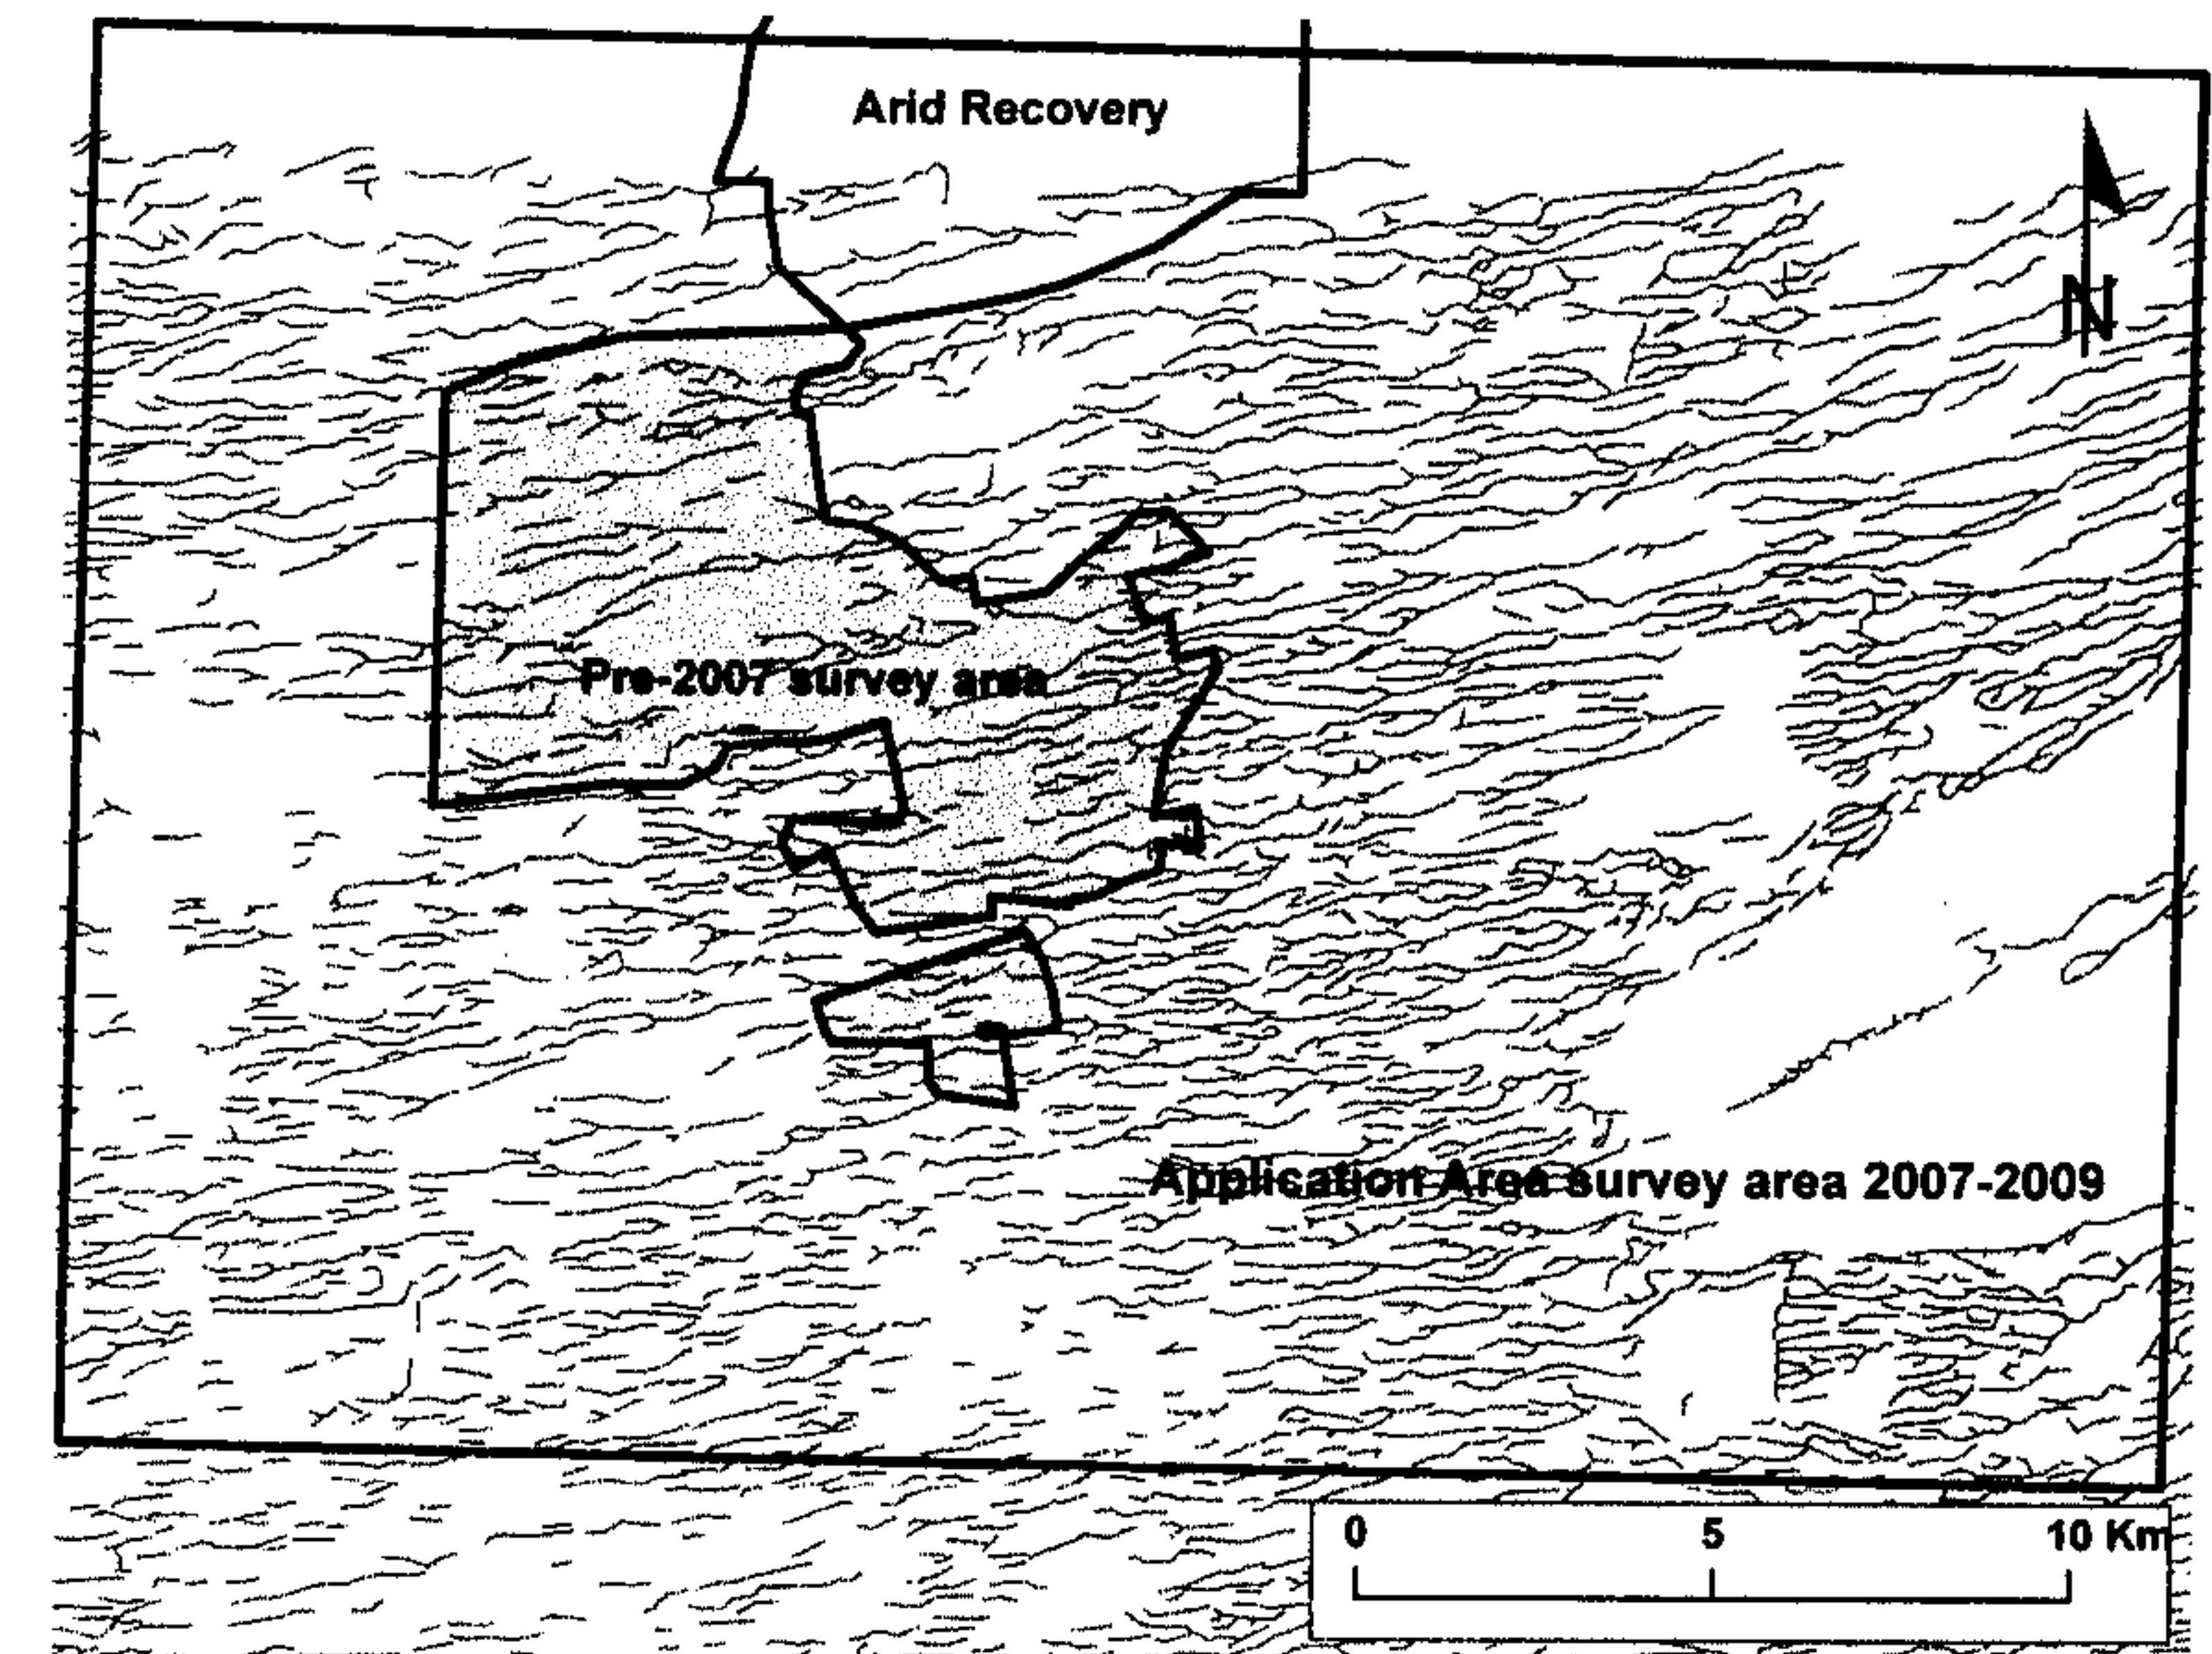 Arid Recovery
N
Pre-2007 survey area
Application Area survey area 2007-2009
0 5 10 Km